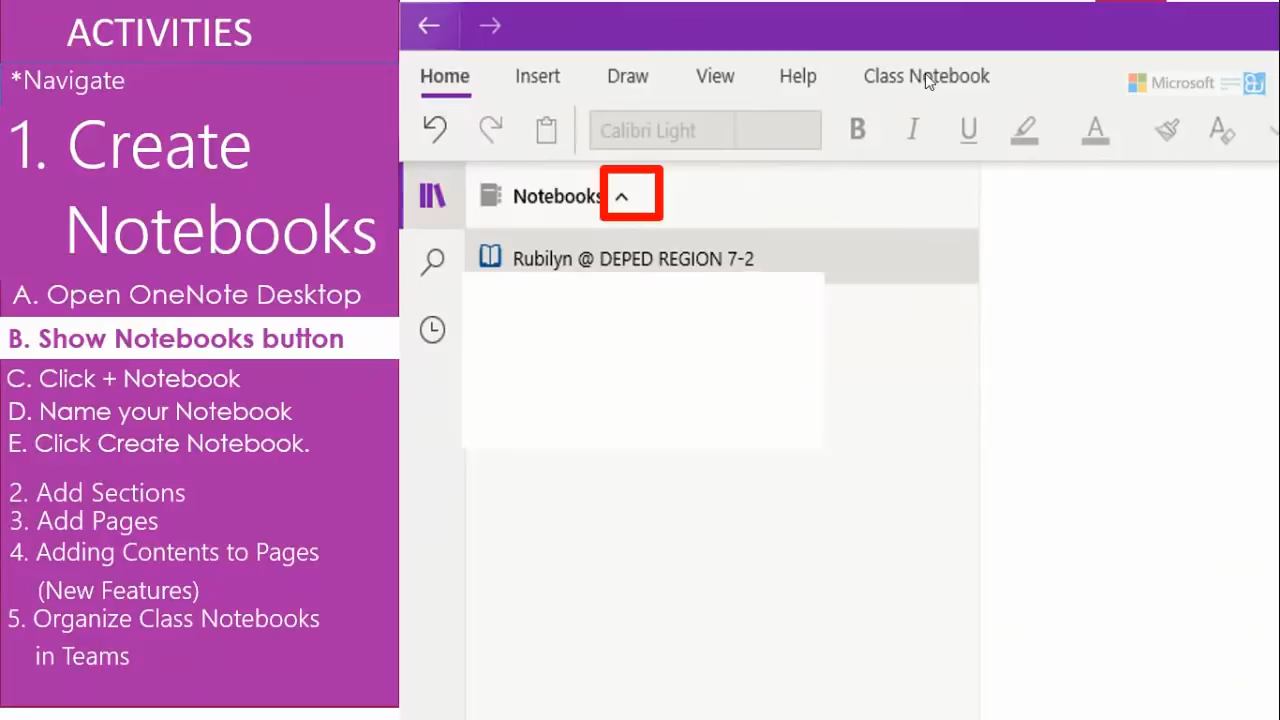 ACTIVITIES
*Navigate
1. Create
Notebooks
A. Open OneNote Desktop
B. Show Notebooks button
C. Click + Notebook
D. Name your Notebook
E. Click Create Notebook.
2. Add Sections
3. Add Pages
4. Adding Contents to Pages
(New Features)
5. Organize Class Notebooks
in Teams
Home Insert Draw View Help Class Notebook
Microsoft
Calibri Light B I U A A
Notebooks
Rubilyn @ DEPED REGION 7-2